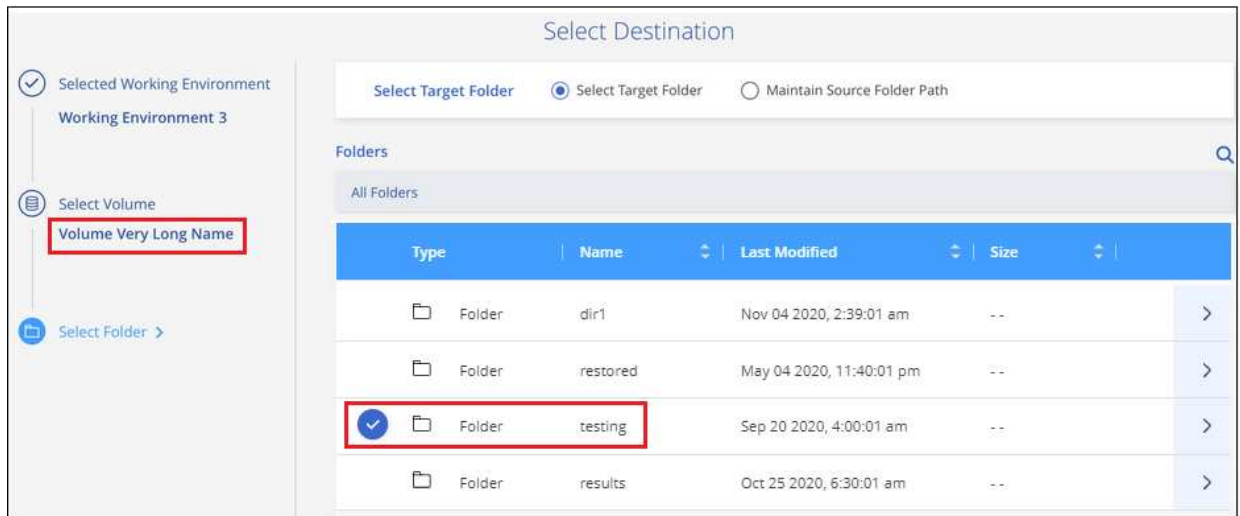 Select Destination
Selected Working Environment
Working Environment 3
Select Volume
Volume Very Long Name
Select Folder >
Select Target Folder Select Target Folder Maintain Source Folder Path
Folders
All Folders
Type Name Last Modified Size
Folder dir1 Nov 04 2020, 2:39:01 am - -
Folder restored May 04 2020, 11:40:01 pm - -
Folder testing Sep 20 2020, 4:00:01 am - -
Folder results Oct 25 2020, 6:30:01 am - -